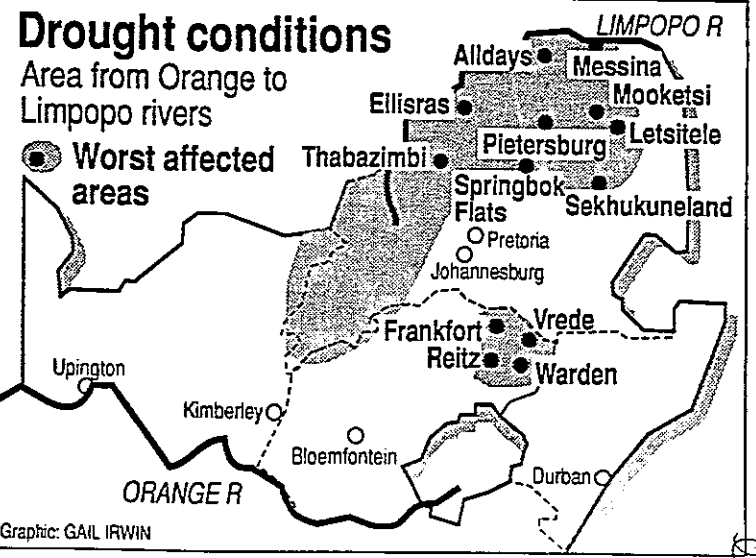 Drought conditions
LIMPOPO R
Area from Orange to
Limpopo rivers
Worst affected
areas
Alldays
Messina
Ellisras
Mooketsi
Letsitele
Pietersburg
Thabazimbi
Springbok
Flats
Sekhukuneland
Pretoria
Johannesburg
Frankfort
Vrede
Reitz
Warden
Upington
Kimberley
Bloemfontein
Durban
ORANGE R
Graphic: GAIL IRWIN